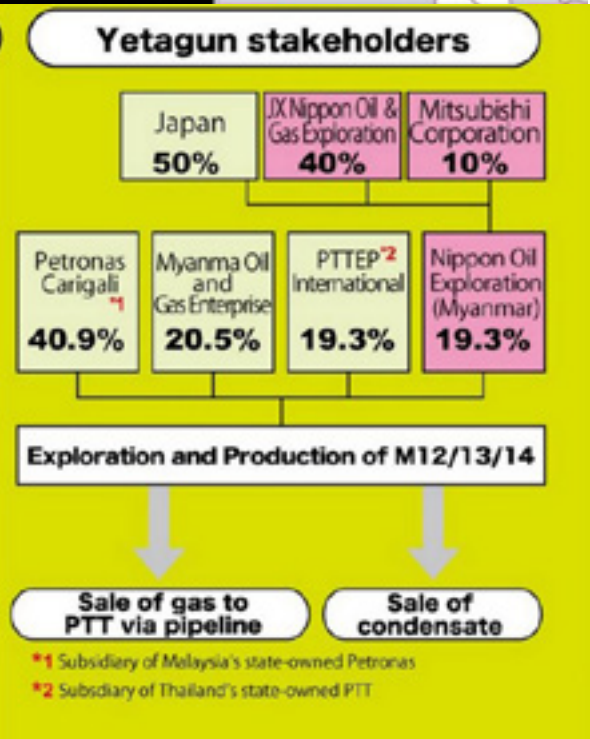 Yetagun stakeholders
Japan
50%
JX Nippon Oil &
Gas Exploration
40%
Mitsubishi
Corporation
10%
Petronas
Carigali
*1
40.9%
Myanma Oil
and
Gas Enterprise
20.5%
PTTEP*2
International
19.3%
Nippon Oil
Exploration
(Myanmar)
19.3%
Exploration and Production of M12/13/14
Sale of gas to
PTT via pipeline
Sale of
condensate
*1 Subsidiary of Malaysia's state-owned Petronas
*2 Subsdiary of Thailand's state-owned PTT